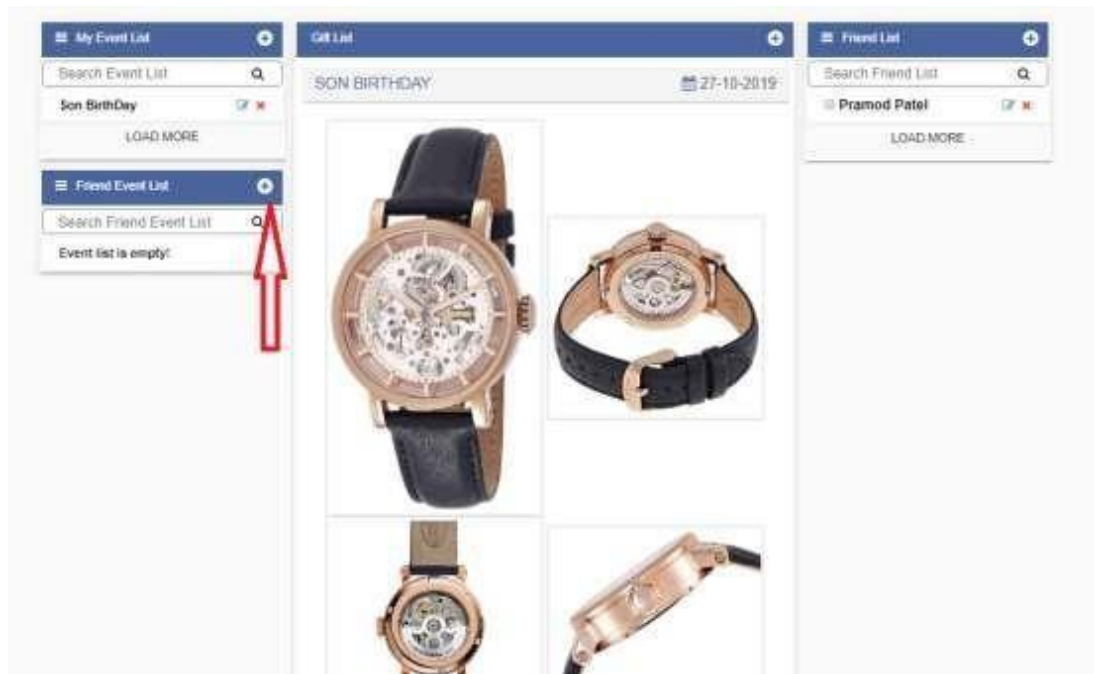 My Event List
Search Event List
Son BirthDay
LOAD MORE
Friend Event List
Search Friend Event List
Event list is empty!
Gift List
SON BIRTHDAY
27-10-2019
Friend List
Search Friend List
Pramod Patel
LOAD MORE